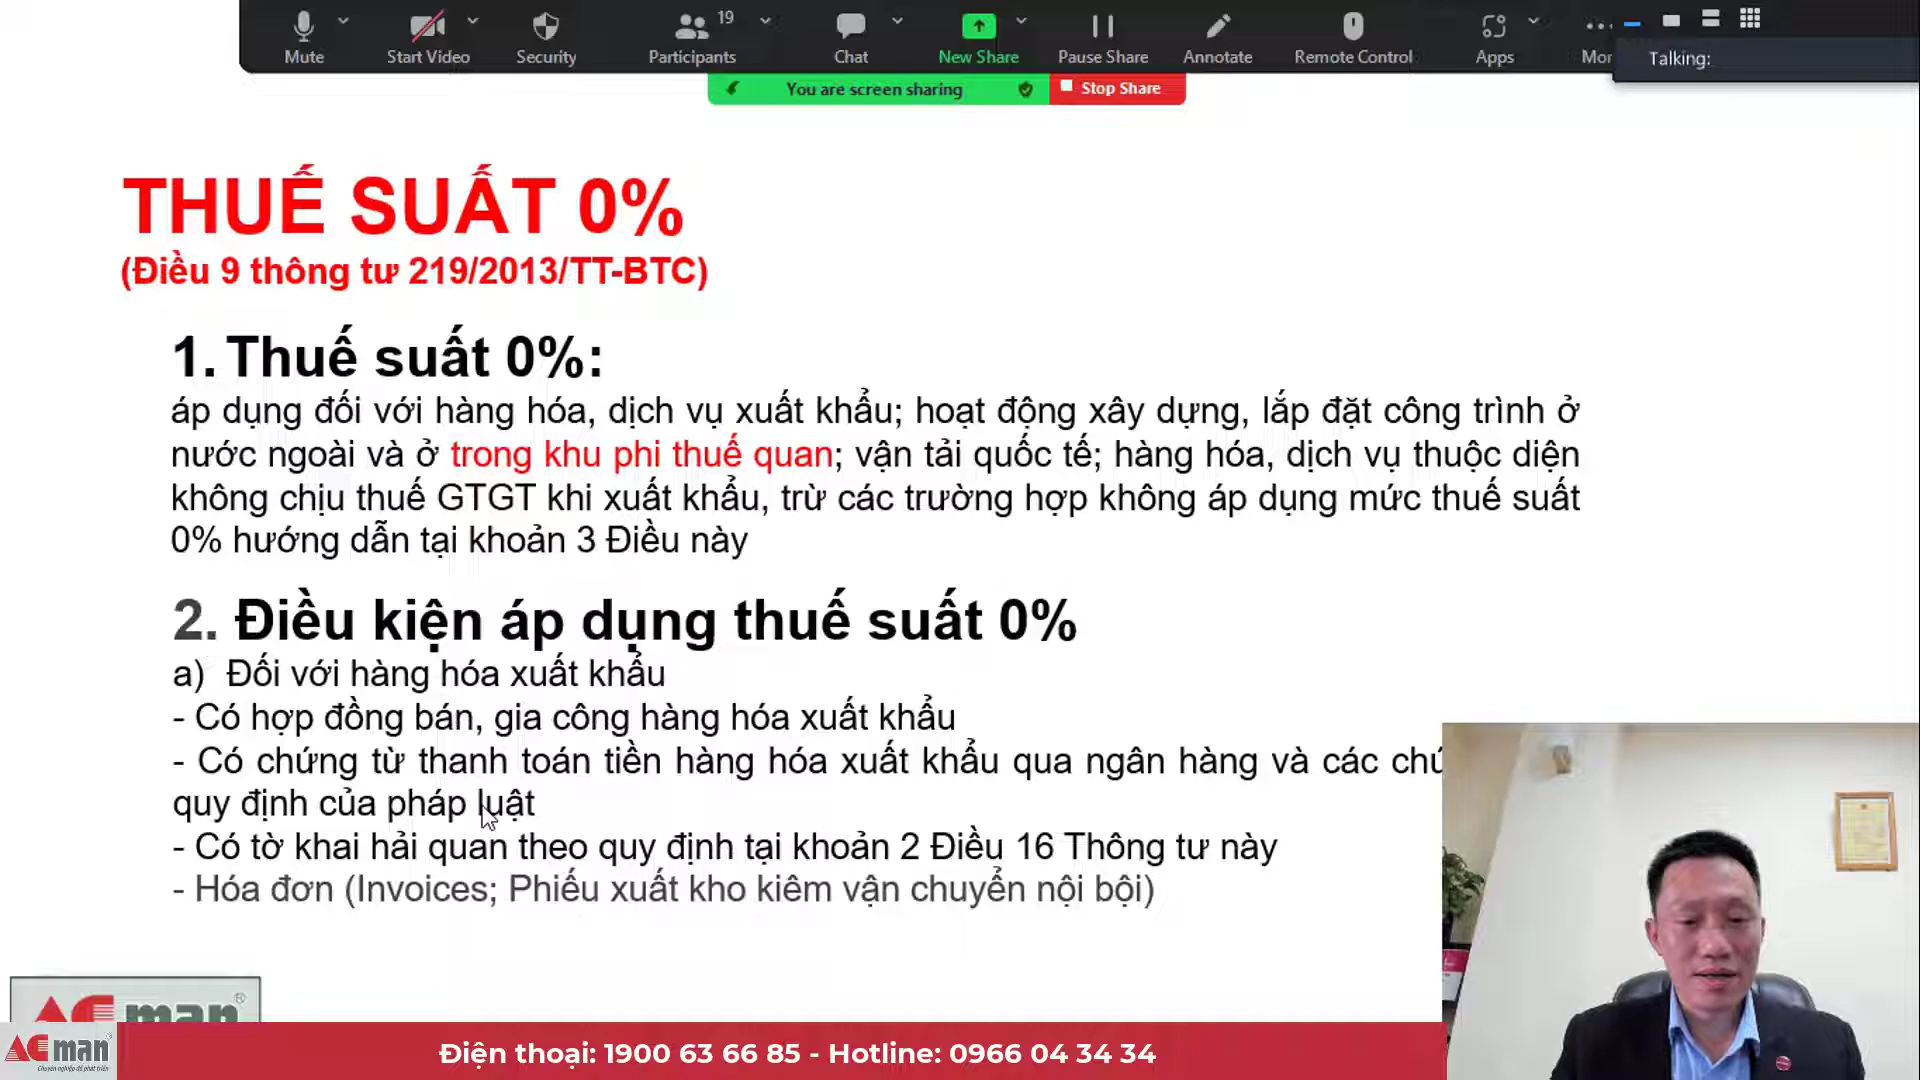 Mute
Start Video
Security
Participants
19
Chat
New Share
Pause Share
Annotate
Remote Control
Apps
Talking:
You are screen sharing
Stop Share
THUẾ SUẤT 0%
(Điều 9 thông tư 219/2013/TT-BTC)
1. Thuế suất 0%:
áp dụng đối với hàng hóa, dịch vụ xuất khẩu; hoạt động xây dựng, lắp đặt công trình ở
nước ngoài và ở trong khu phi thuế quan; vận tải quốc tế; hàng hóa, dịch vụ thuộc diện
không chịu thuế GTGT khi xuất khẩu, trừ các trường hợp không áp dụng mức thuế suất
0% hướng dẫn tại khoản 3 Điều này
2. Điều kiện áp dụng thuế suất 0%
a) Đối với hàng hóa xuất khẩu
- Có hợp đồng bán, gia công hàng hóa xuất khẩu
- Có chứng từ thanh toán tiền hàng hóa xuất khẩu qua ngân hàng và các
quy định của pháp luật
- Có tờ khai hải quan theo quy định tại khoản 2 Điều 16 Thông tư này
- Hóa đơn (Invoices; Phiếu xuất kho kiêm vận chuyển nội bội)
ACman
ACman
Chuyên nghiệp để phát triển
Điện thoại: 1900 63 66 85 - Hotline: 0966 04 34 34